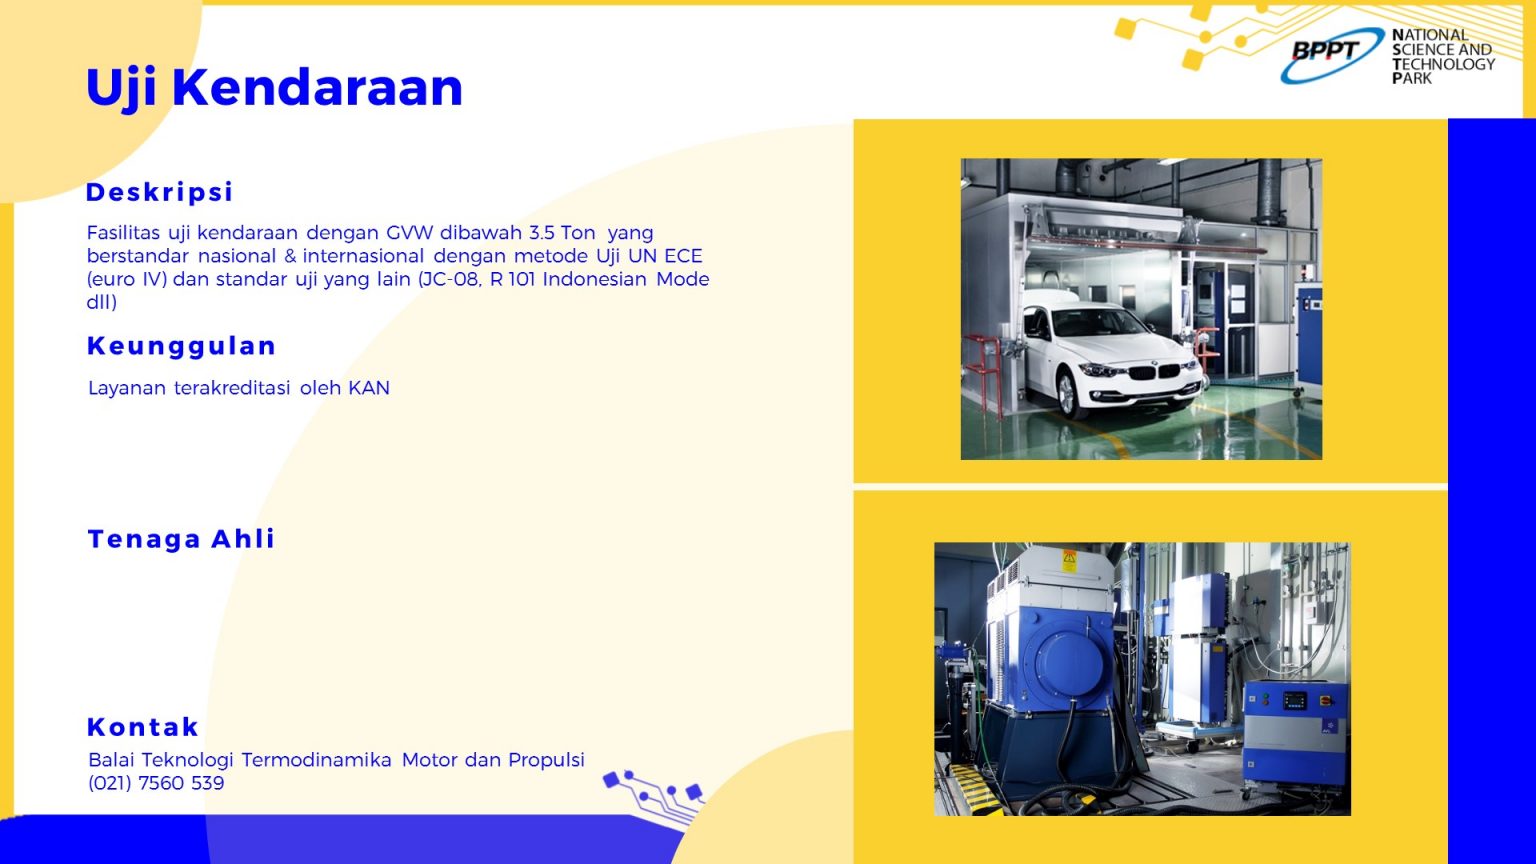 Uji Kendaraan
BPPT
NATIONAL
SCIENCE AND
TECHNOLOGY
PARK
Deskripsi
Fasilitas uji kendaraan dengan GVW dibawah 3.5 Ton yang
berstandar nasional & internasional dengan metode Uji UN ECE
(euro IV) dan standar uji yang lain (JC-08, R 101 Indonesian Mode
dll)
Keunggulan
Layanan terakreditasi oleh KAN
Tenaga Ahli
Kontak
Balai Teknologi Termodinamika Motor dan Propulsi
(021) 7560 539
AVL